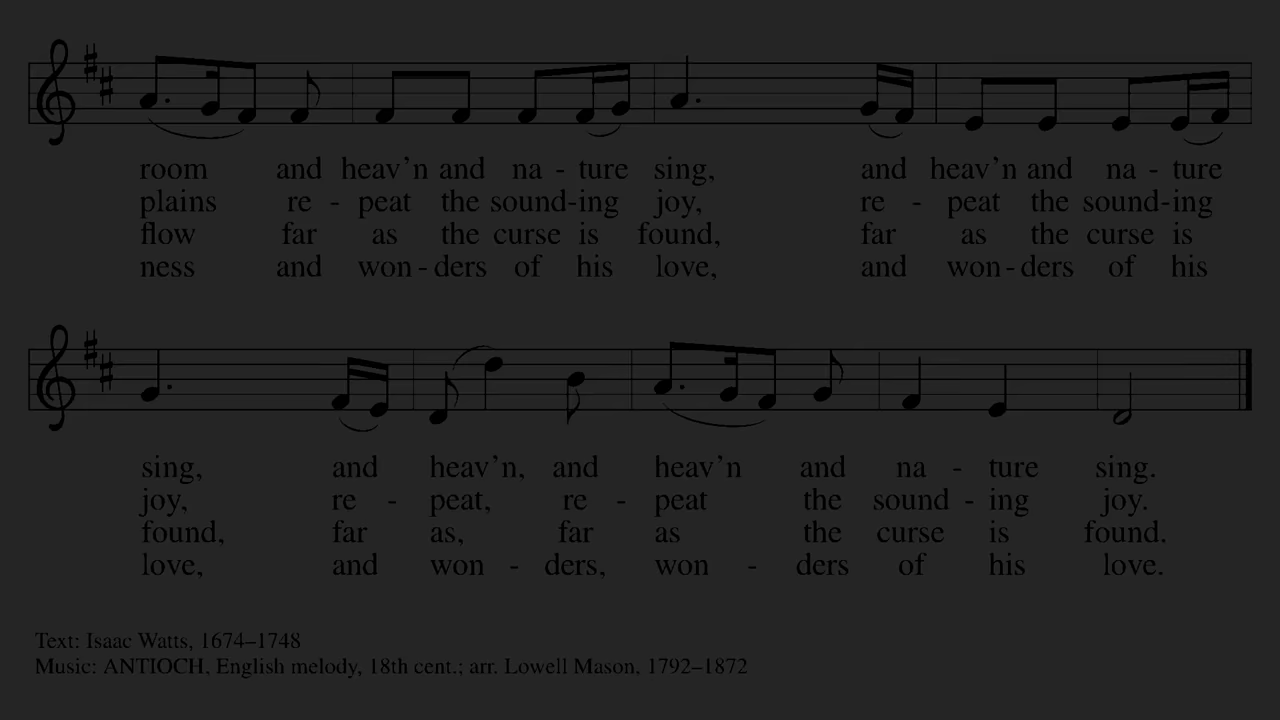 room and heav’n and na - ture sing, and heav’n and na - ture
plains re - peat the sound-ing joy, re - peat the sound-ing
flow far as the curse is found, far as the curse is
ness and won - ders of his love, and won - ders of his
sing, and heav’n, and heav’n and na - ture sing.
joy, re - peat, re - peat the sound - ing joy.
found, far as, far as the curse is found.
love, and won - ders, won - ders of his love.
Text: Isaac Watts, 1674–1748
Music: ANTIOCH, English melody, 18th cent.; arr. Lowell Mason, 1792–1872